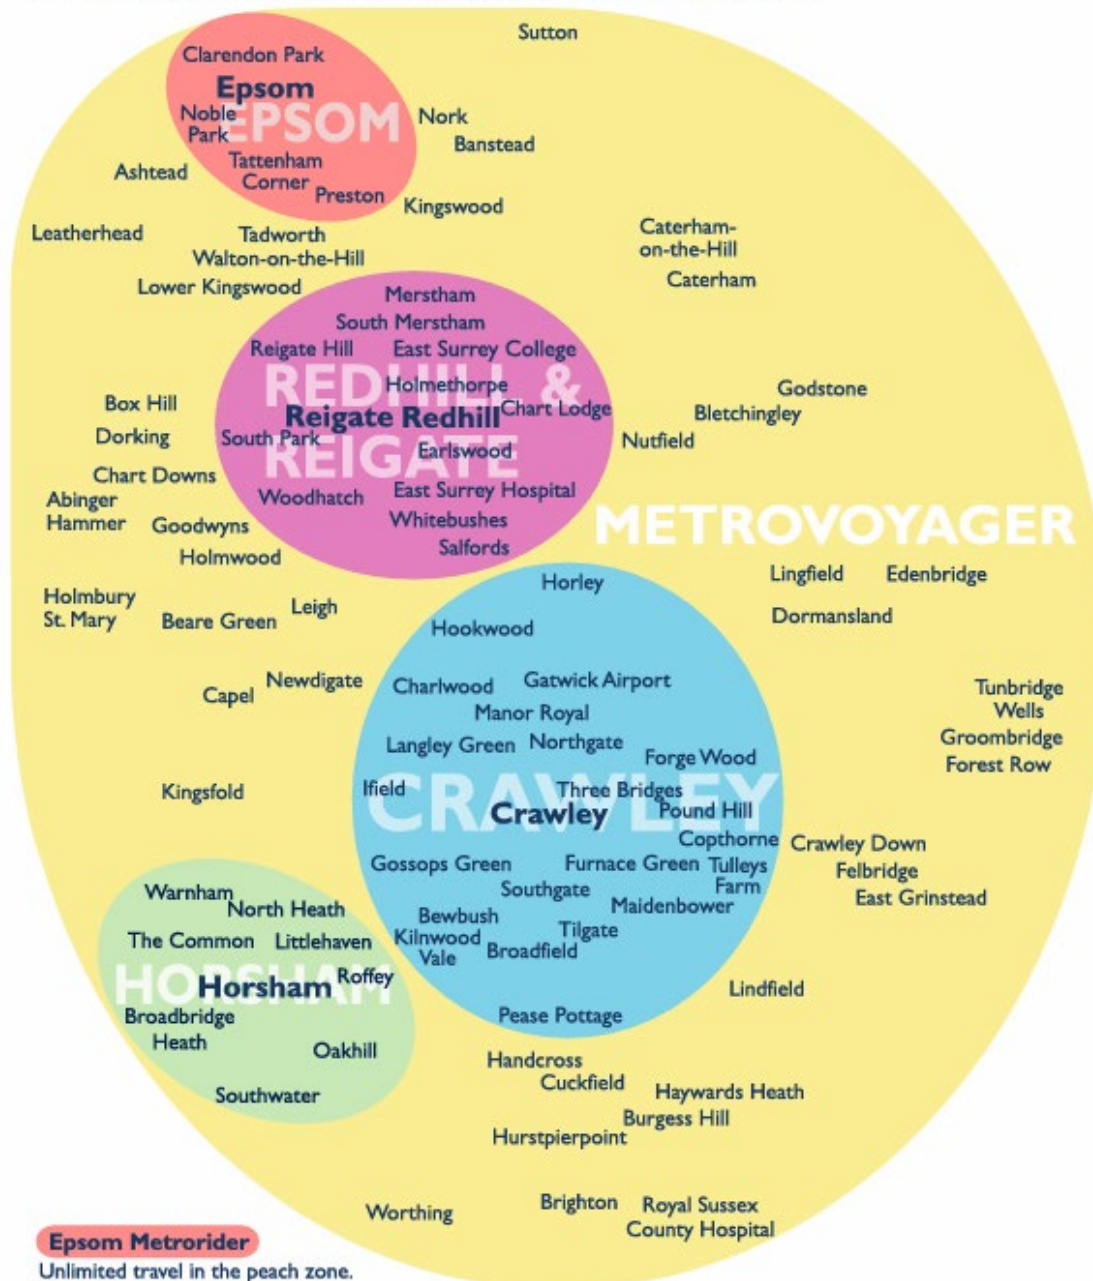 Sutton
Clarendon Park
Epsom
EPSOM
Noble
Park
Nork
Banstead
Tattenham
Corner
Ashtead
Preston
Kingswood
Leatherhead
Tadworth
Walton-on-the-Hill
Caterham-
on-the-Hill
Caterham
Lower Kingswood
Merstham
South Merstham
Reigate Hill
East Surrey College
REDHILL &
REIGATE
Holmethorpe
Chart Lodge
Reigate Redhill
South Park
Earlswood
Woodhatch
East Surrey Hospital
Whitebushes
Salfords
Box Hill
Dorking
Chart Downs
Abinger
Hammer
Goodwyns
Holmwood
Godstone
Bletchingley
Nutfield
METROVOYAGER
Lingfield
Edenbridge
Dormansland
Holmbury
St. Mary
Beare Green
Leigh
Newdigate
Capel
Kingsfold
Horley
Hookwood
Charlwood
Gatwick Airport
Manor Royal
Langley Green
Northgate
Forge Wood
Ifield
Three Bridges
CRAWLEY
Crawley
Pound Hill
Copthorne
Gossops Green
Furnace Green
Tulleys
Farm
Southgate
Maidenbower
Bewbush
Tilgate
Kilnwood
Vale
Broadfield
Pease Pottage
Tunbridge
Wells
Groombridge
Forest Row
Crawley Down
Felbridge
East Grinstead
Warnham
North Heath
The Common
Littlehaven
Roffey
HORSHAM
Horsham
Broadbridge
Heath
Oakhill
Southwater
Lindfield
Handcross
Cuckfield
Haywards Heath
Burgess Hill
Hurstpierpoint
Worthing
Brighton
Royal Sussex
County Hospital
Epsom Metrorider
Unlimited travel in the peach zone.